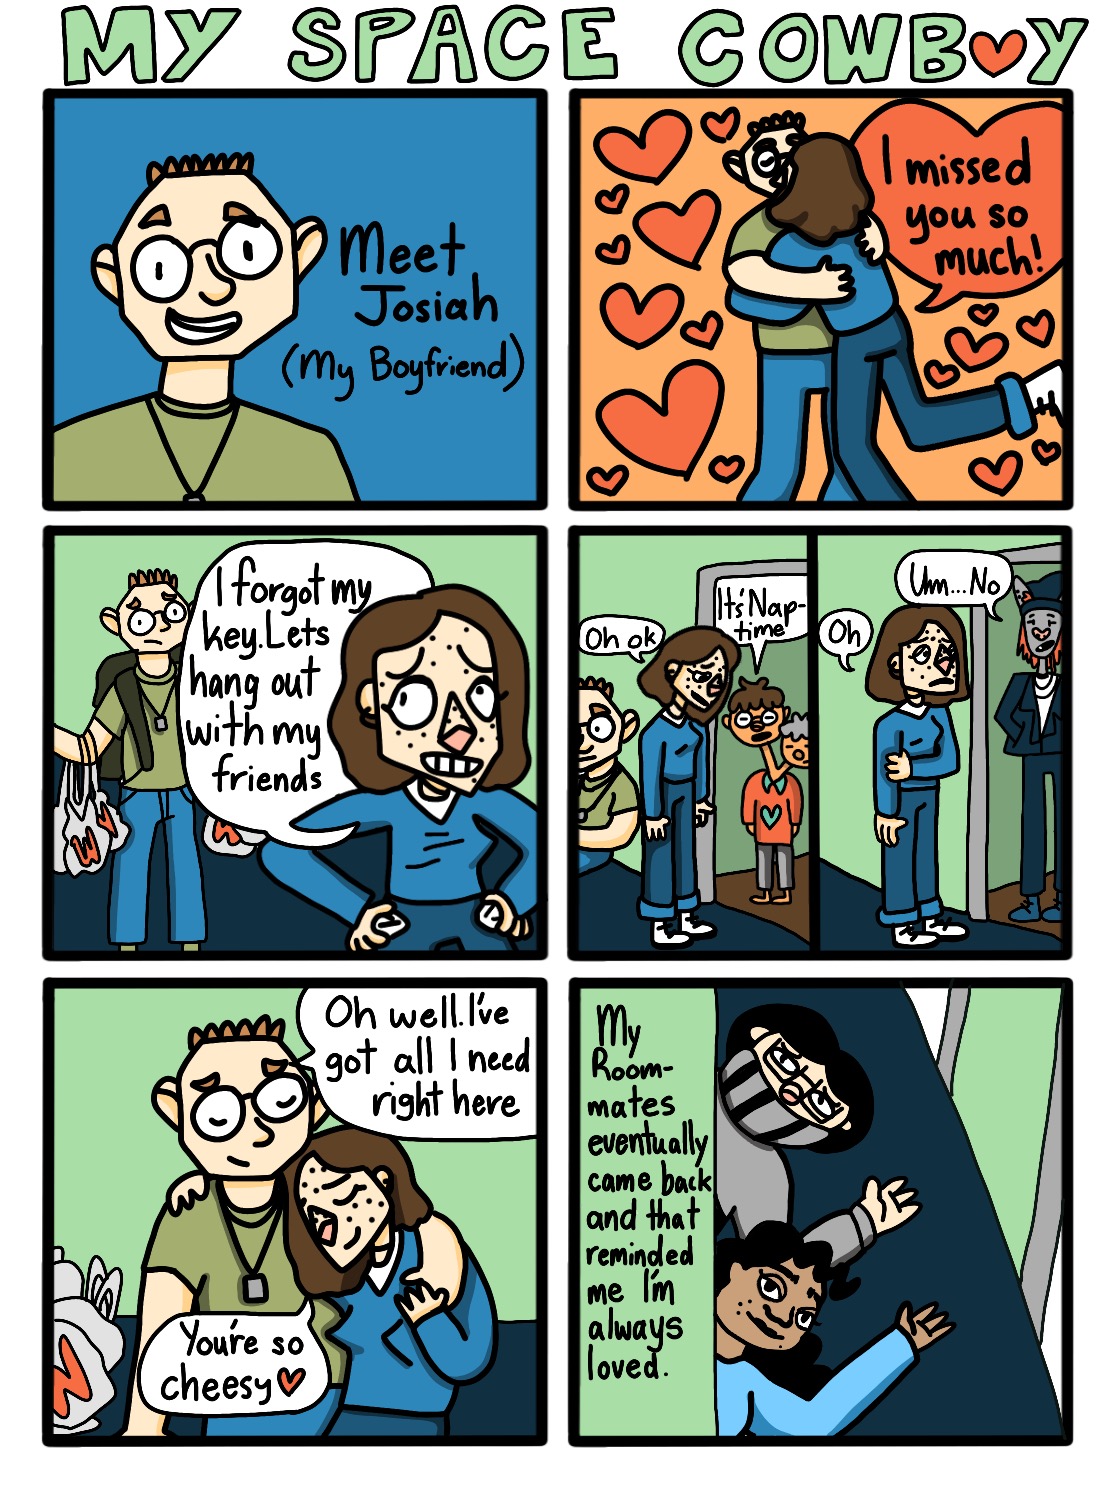 MY SPACE COWBOY
Meet
Josiah
(My Boyfriend)
I missed
you so
much!
I forgot my
key.Lets
hang out
with my
friends
W
W
W
Oh ok
It's Nap-
time
Oh
Um...No
Oh well.I've
got all I need
right here
You're so
cheesy
W
My
Room-
mates
eventually
came back
and that
reminded
me I'm
always
loved.